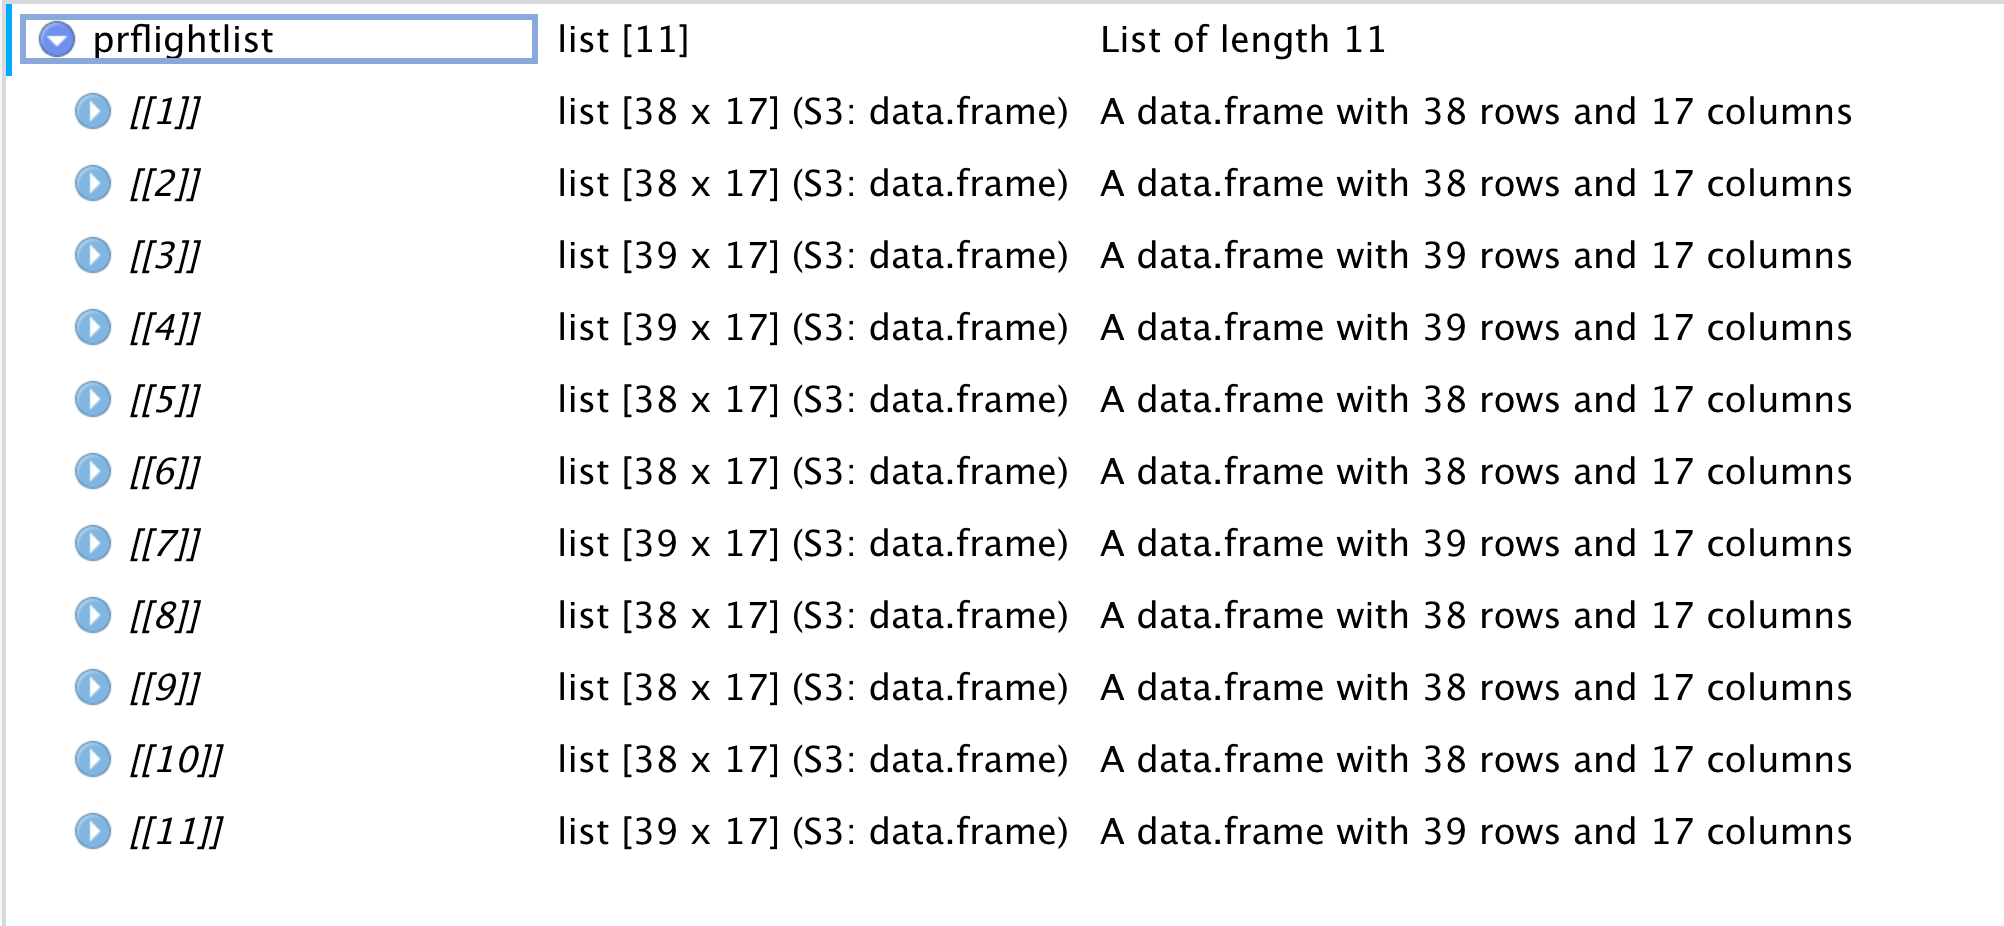 prflightlist list [11] List of length 11
[[1]] list [38 x 17] (S3: data.frame) A data.frame with 38 rows and 17 columns
[[2]] list [38 x 17] (S3: data.frame) A data.frame with 38 rows and 17 columns
[[3]] list [39 x 17] (S3: data.frame) A data.frame with 39 rows and 17 columns
[[4]] list [39 x 17] (S3: data.frame) A data.frame with 39 rows and 17 columns
[[5]] list [38 x 17] (S3: data.frame) A data.frame with 38 rows and 17 columns
[[6]] list [38 x 17] (S3: data.frame) A data.frame with 38 rows and 17 columns
[[7]] list [39 x 17] (S3: data.frame) A data.frame with 39 rows and 17 columns
[[8]] list [38 x 17] (S3: data.frame) A data.frame with 38 rows and 17 columns
[[9]] list [38 x 17] (S3: data.frame) A data.frame with 38 rows and 17 columns
[[10]] list [38 x 17] (S3: data.frame) A data.frame with 38 rows and 17 columns
[[11]] list [39 x 17] (S3: data.frame) A data.frame with 39 rows and 17 columns